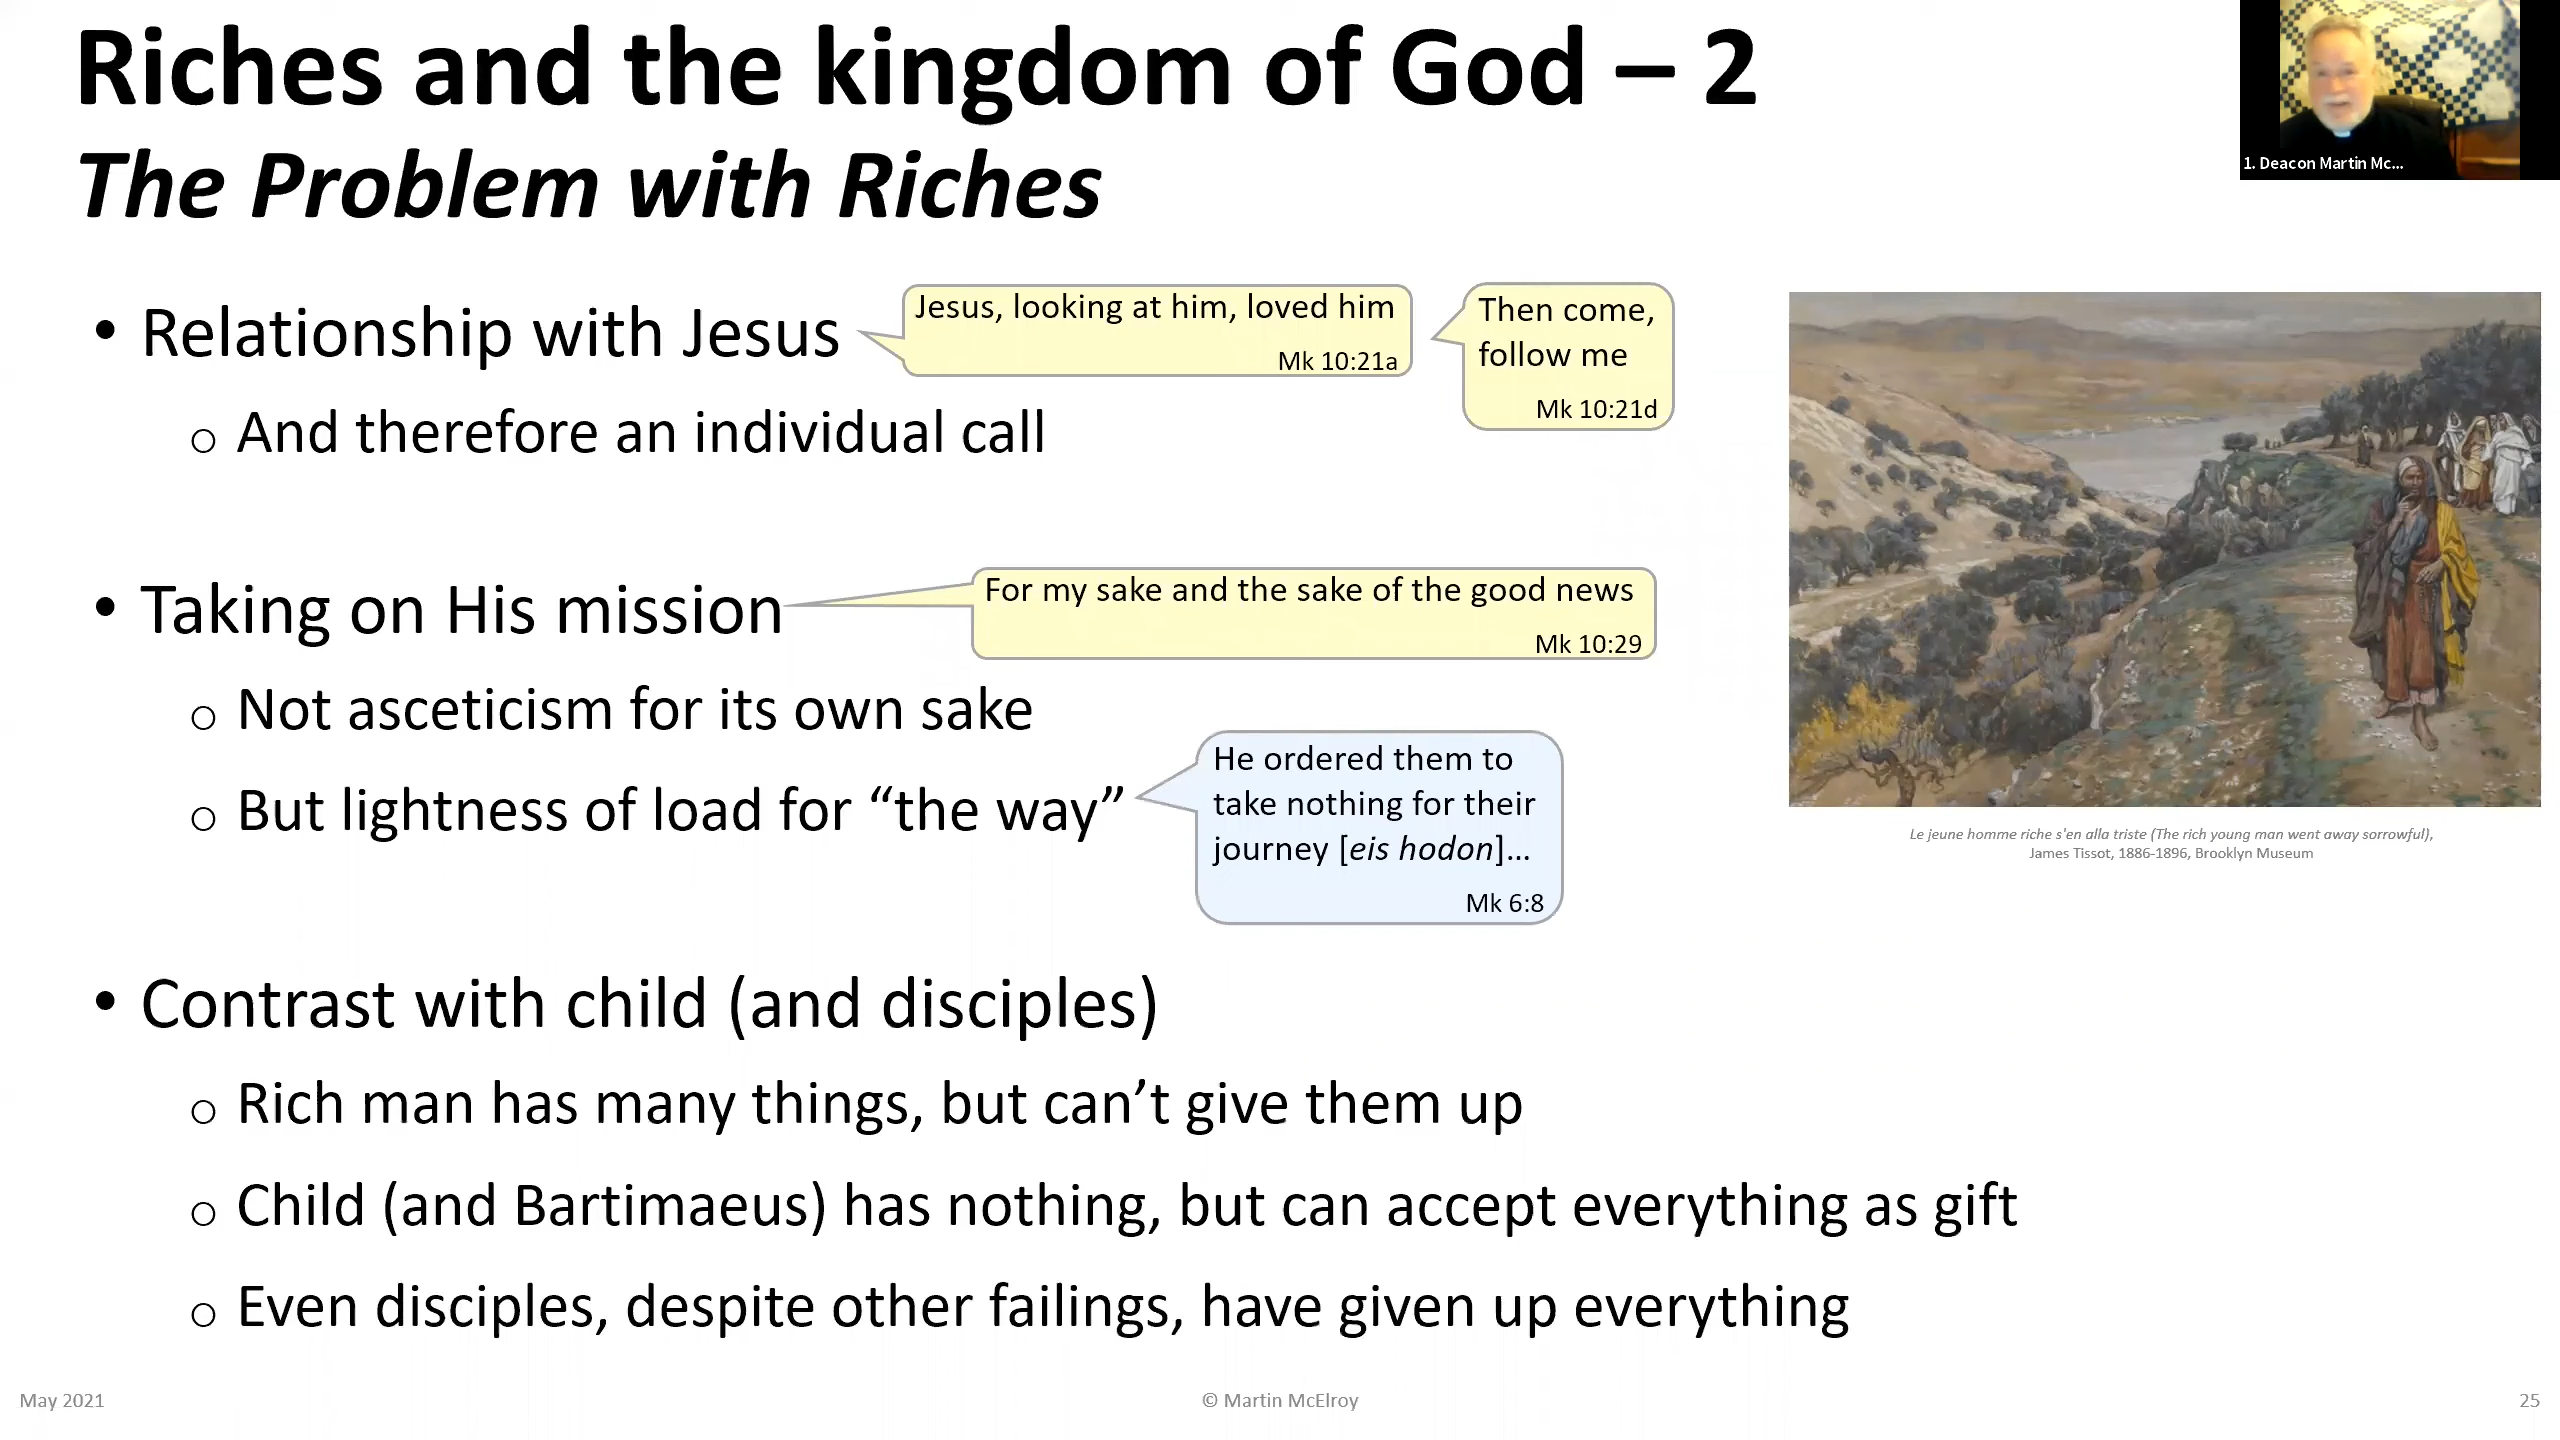 Riches and the kingdom of God – 2
The Problem with Riches
1. Deacon Martin Mc...
• Relationship with Jesus
Jesus, looking at him, loved him
Mk 10:21a
Then come,
follow me
Mk 10:21d
o And therefore an individual call
• Taking on His mission
For my sake and the sake of the good news
Mk 10:29
o Not asceticism for its own sake
o But lightness of load for “the way”
He ordered them to
take nothing for their
journey [eis hodon]...
Mk 6:8
Le jeune homme riche s'en alla triste (The rich young man went away sorrowful),
James Tissot, 1886-1896, Brooklyn Museum
• Contrast with child (and disciples)
o Rich man has many things, but can’t give them up
o Child (and Bartimaeus) has nothing, but can accept everything as gift
o Even disciples, despite other failings, have given up everything
May 2021
© Martin McElroy
25